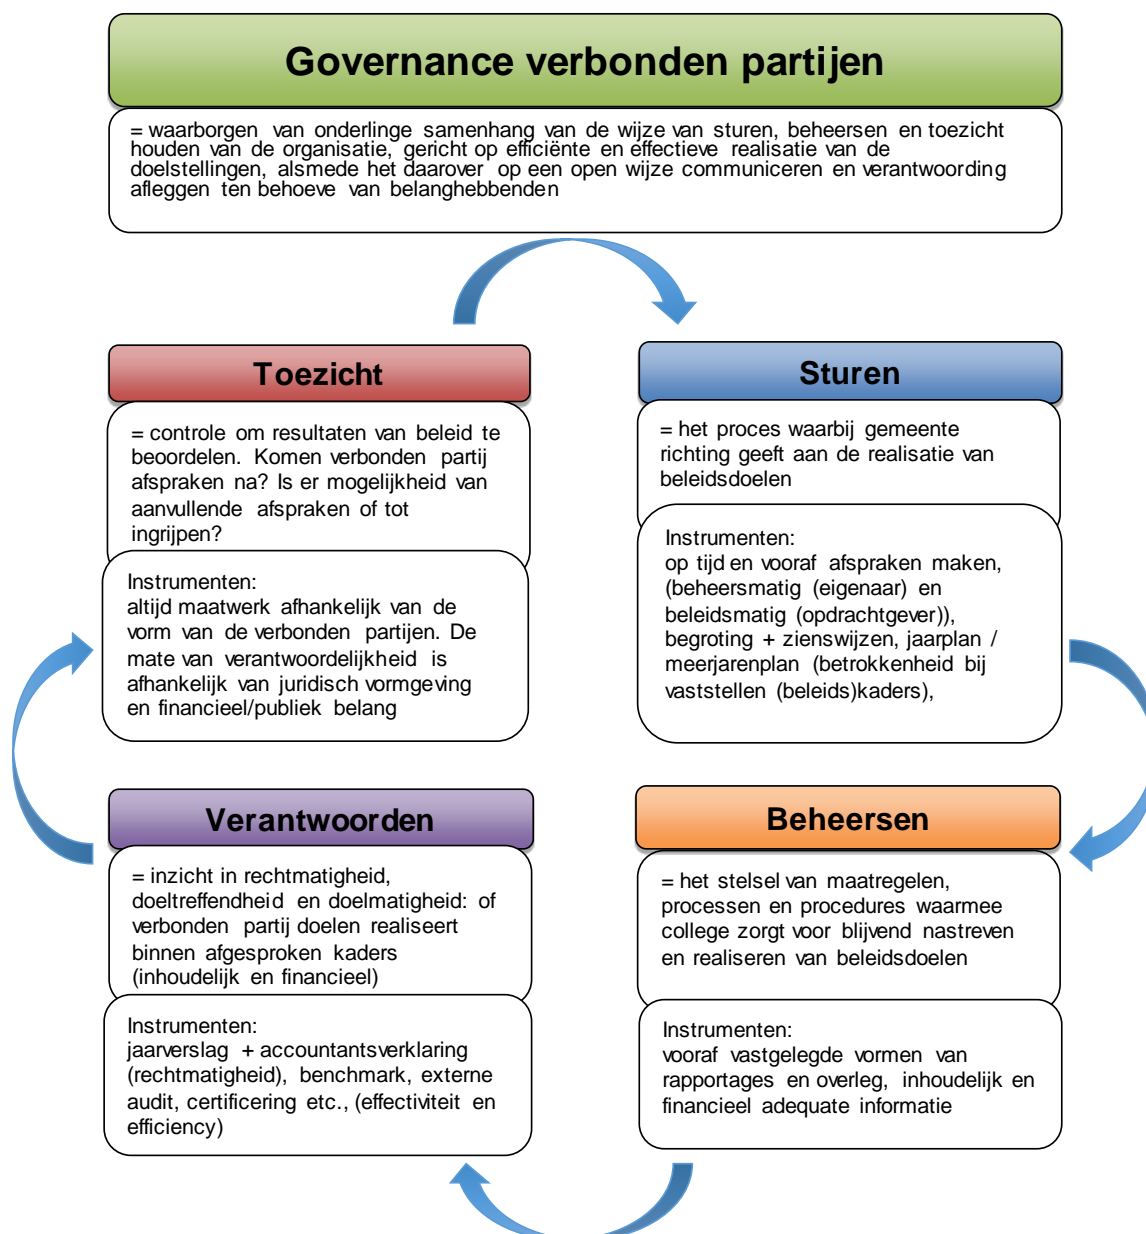 Governance verbonden partijen
= waarborgen van onderlinge samenhang van de wijze van sturen, beheersen en toezicht
houden van de organisatie, gericht op efficiënte en effectieve realisatie van de
doelstellingen, alsmede het daarover op een open wijze communiceren en verantwoording
afleggen ten behoeve van belanghebbenden
Toezicht
= controle om resultaten van beleid te
beoordelen. Komen verbonden partij
afspraken na? Is er mogelijkheid van
aanvullende afspraken of tot
ingrijpen?
Instrumenten:
altijd maatwerk afhankelijk van de
vorm van de verbonden partijen. De
mate van verantwoordelijkheid is
afhankelijk van juridisch vormgeving
en financieel/publiek belang
Sturen
= het proces waarbij gemeente
richting geeft aan de realisatie van
beleidsdoelen
Instrumenten:
op tijd en vooraf afspraken maken,
(beheersmatig (eigenaar) en
beleidsmatig (opdrachtgever)),
begroting + zienswijzen, jaarplan /
meerjarenplan (betrokkenheid bij
vaststellen (beleids)kaders),
Verantwoorden
= inzicht in rechtmatigheid,
doeltreffendheid en doelmatigheid: of
verbonden partij doelen realiseert
binnen afgesproken kaders
(inhoudelijk en financieel)
Instrumenten:
jaarverslag + accountantsverklaring
(rechtmatigheid), benchmark, externe
audit, certificering etc., (effectiviteit en
efficiency)
Beheersen
= het stelsel van maatregelen,
processen en procedures waarmee
college zorgt voor blijvend nastreven
en realiseren van beleidsdoelen
Instrumenten:
vooraf vastgelegde vormen van
rapportages en overleg, inhoudelijk en
financieel adequate informatie